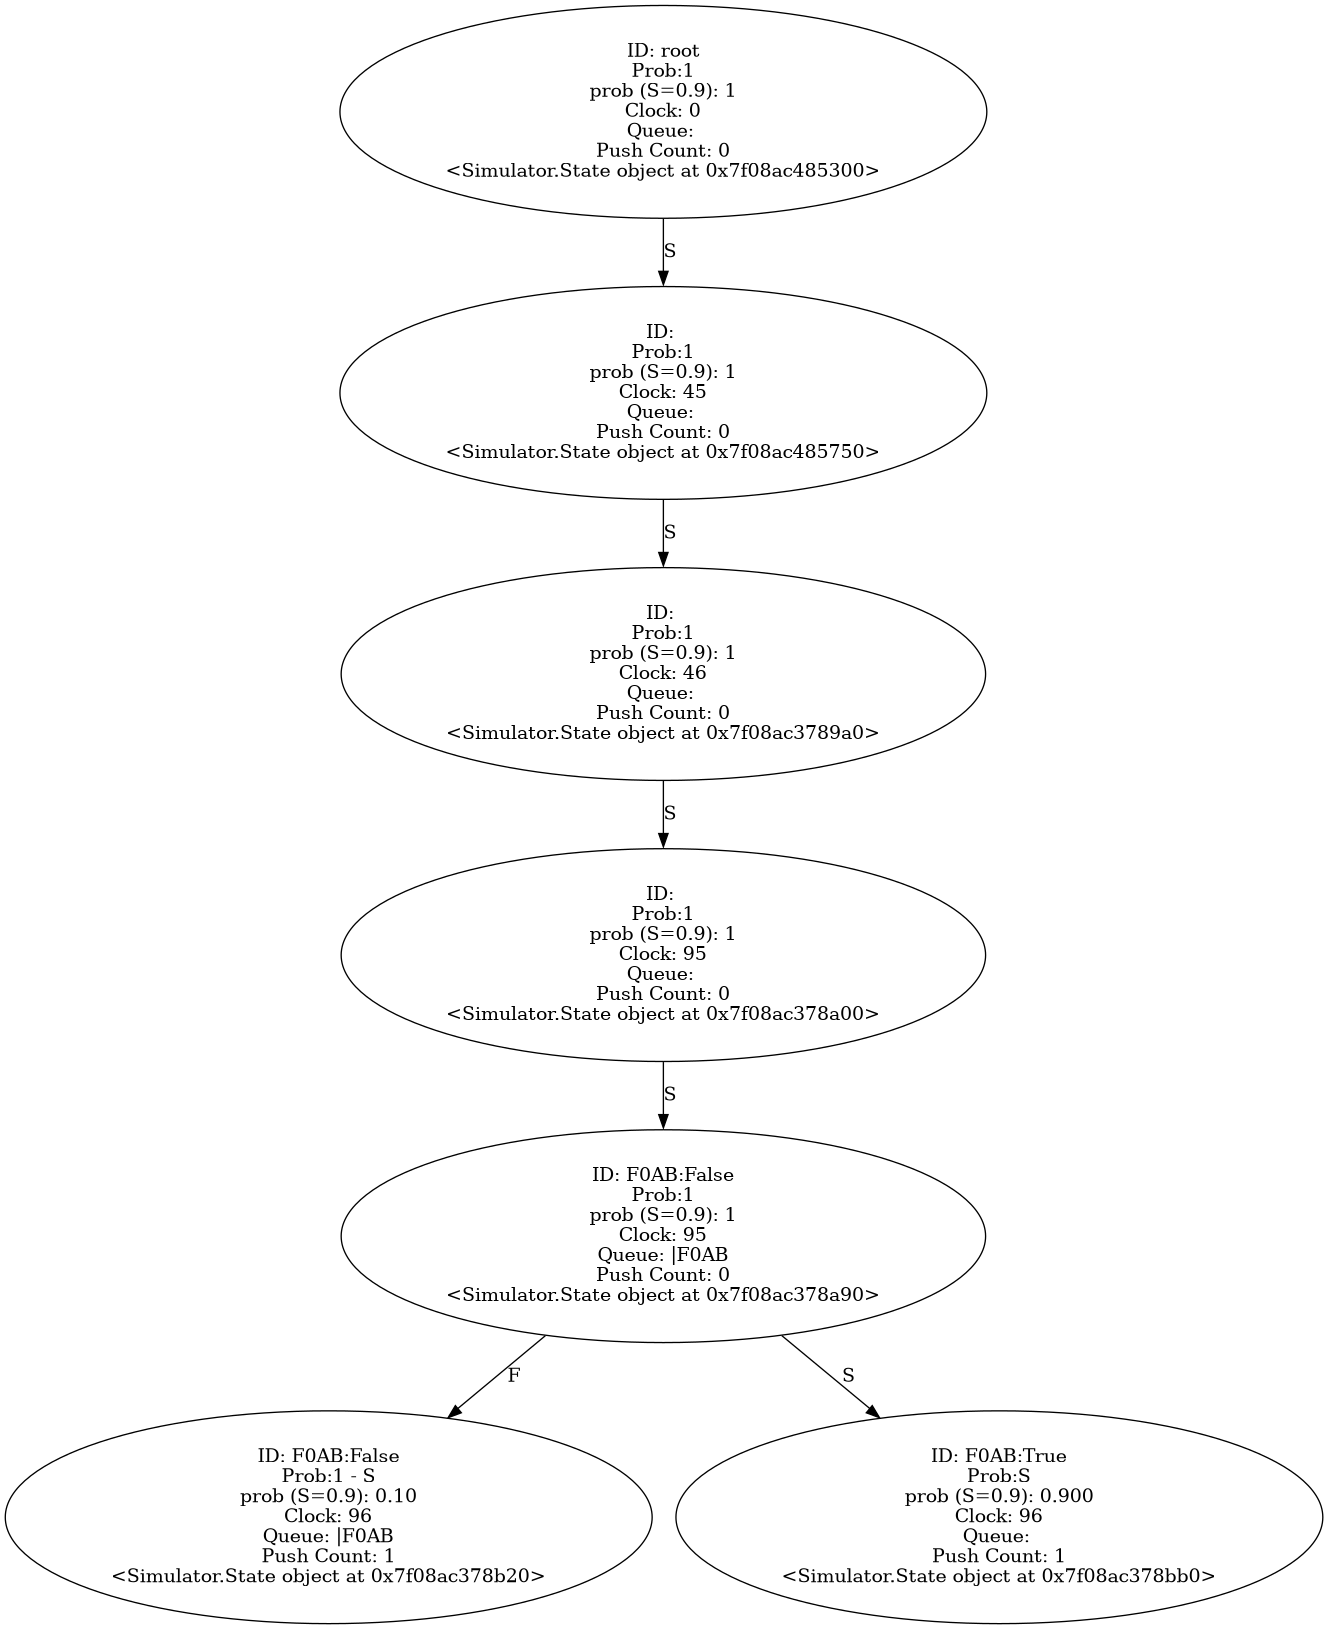 ID: root
Prob:1
prob (S=0.9): 1
Clock: 0
Queue:
Push Count: 0
<Simulator.State object at 0x7f08ac485300>
S
ID:
Prob:1
prob (S=0.9): 1
Clock: 45
Queue:
Push Count: 0
<Simulator.State object at 0x7f08ac485750>
S
ID:
Prob:1
prob (S=0.9): 1
Clock: 46
Queue:
Push Count: 0
<Simulator.State object at 0x7f08ac3789a0>
S
ID:
Prob:1
prob (S=0.9): 1
Clock: 95
Queue:
Push Count: 0
<Simulator.State object at 0x7f08ac378a00>
S
ID: F0AB:False
Prob:1
prob (S=0.9): 1
Clock: 95
Queue: |F0AB
Push Count: 0
<Simulator.State object at 0x7f08ac378a90>
F
S
ID: F0AB:False
Prob:1 - S
prob (S=0.9): 0.10
Clock: 96
Queue: |F0AB
Push Count: 1
<Simulator.State object at 0x7f08ac378b20>
ID: F0AB:True
Prob:S
prob (S=0.9): 0.900
Clock: 96
Queue:
Push Count: 1
<Simulator.State object at 0x7f08ac378bb0>